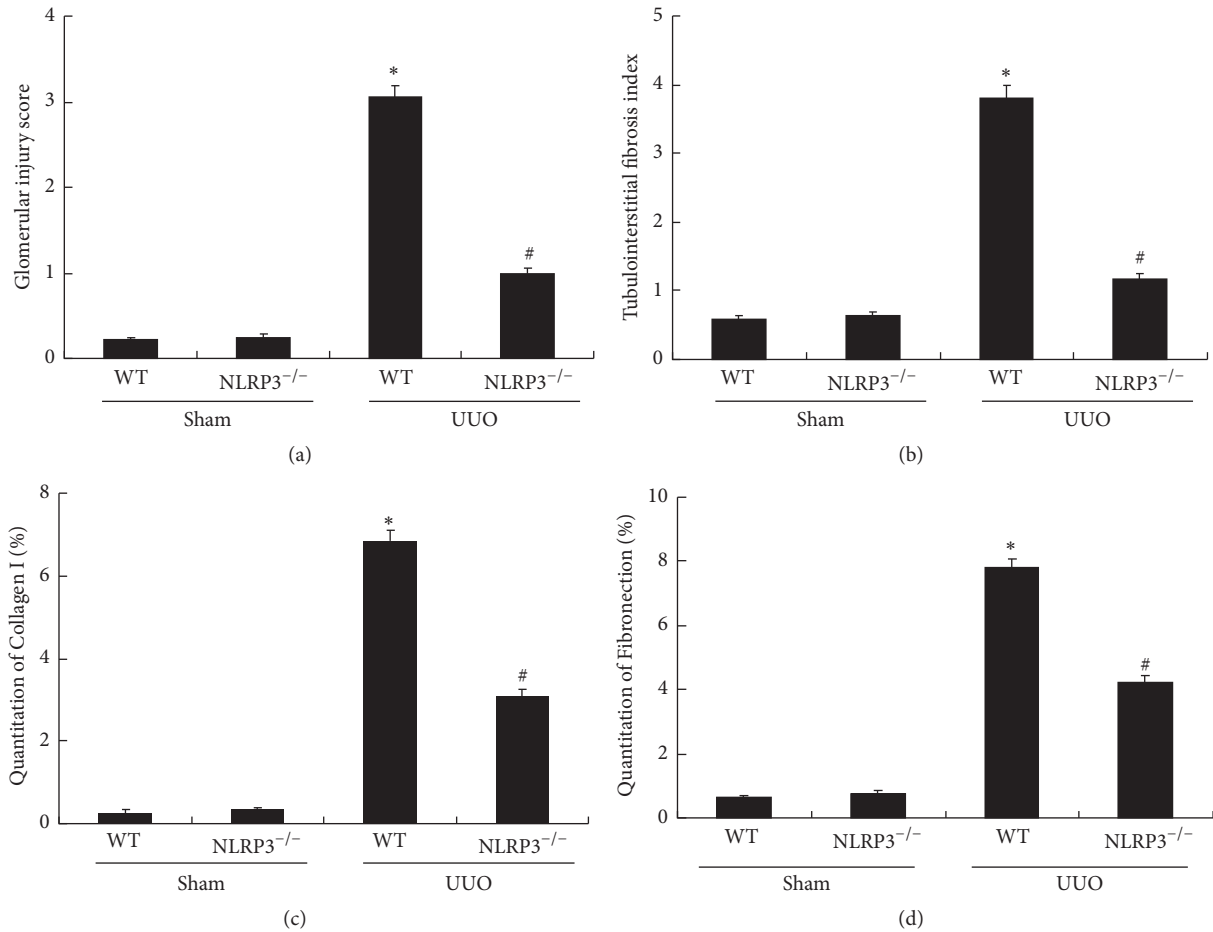 Glomerular injury score
4
3
2
1
0
*
#
WT NLRP3−/− WT NLRP3−/−
Sham UUO
(a)
Tubulointerstitial fibrosis index
5
4
3
2
1
0
*
#
WT NLRP3−/− WT NLRP3−/−
Sham UUO
(b)
Quantitation of Collagen I (%)
8
6
4
2
0
*
#
WT NLRP3−/− WT NLRP3−/−
Sham UUO
(c)
Quantitation of Fibronection (%)
10
8
6
4
2
0
*
#
WT NLRP3−/− WT NLRP3−/−
Sham UUO
(d)